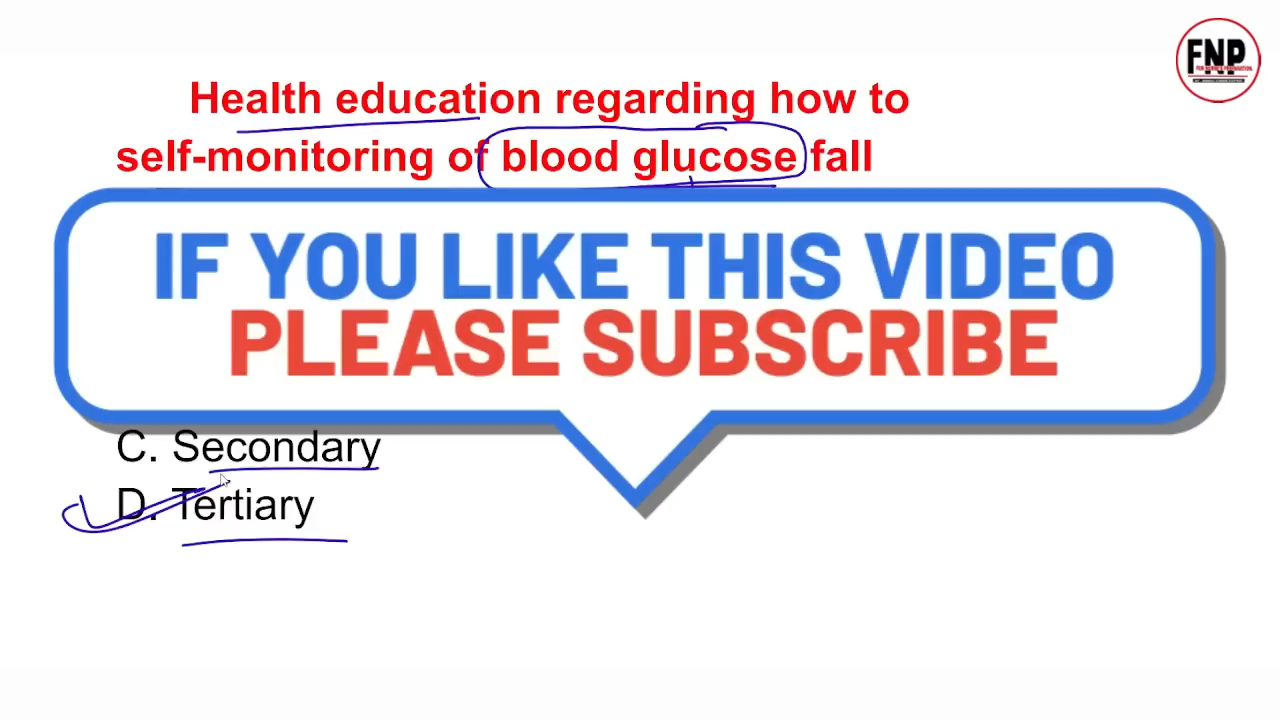 FNP
Health education regarding how to
self-monitoring of blood glucose fall
IF YOU LIKE THIS VIDEO
PLEASE SUBSCRIBE
C. Secondary
D. Tertiary